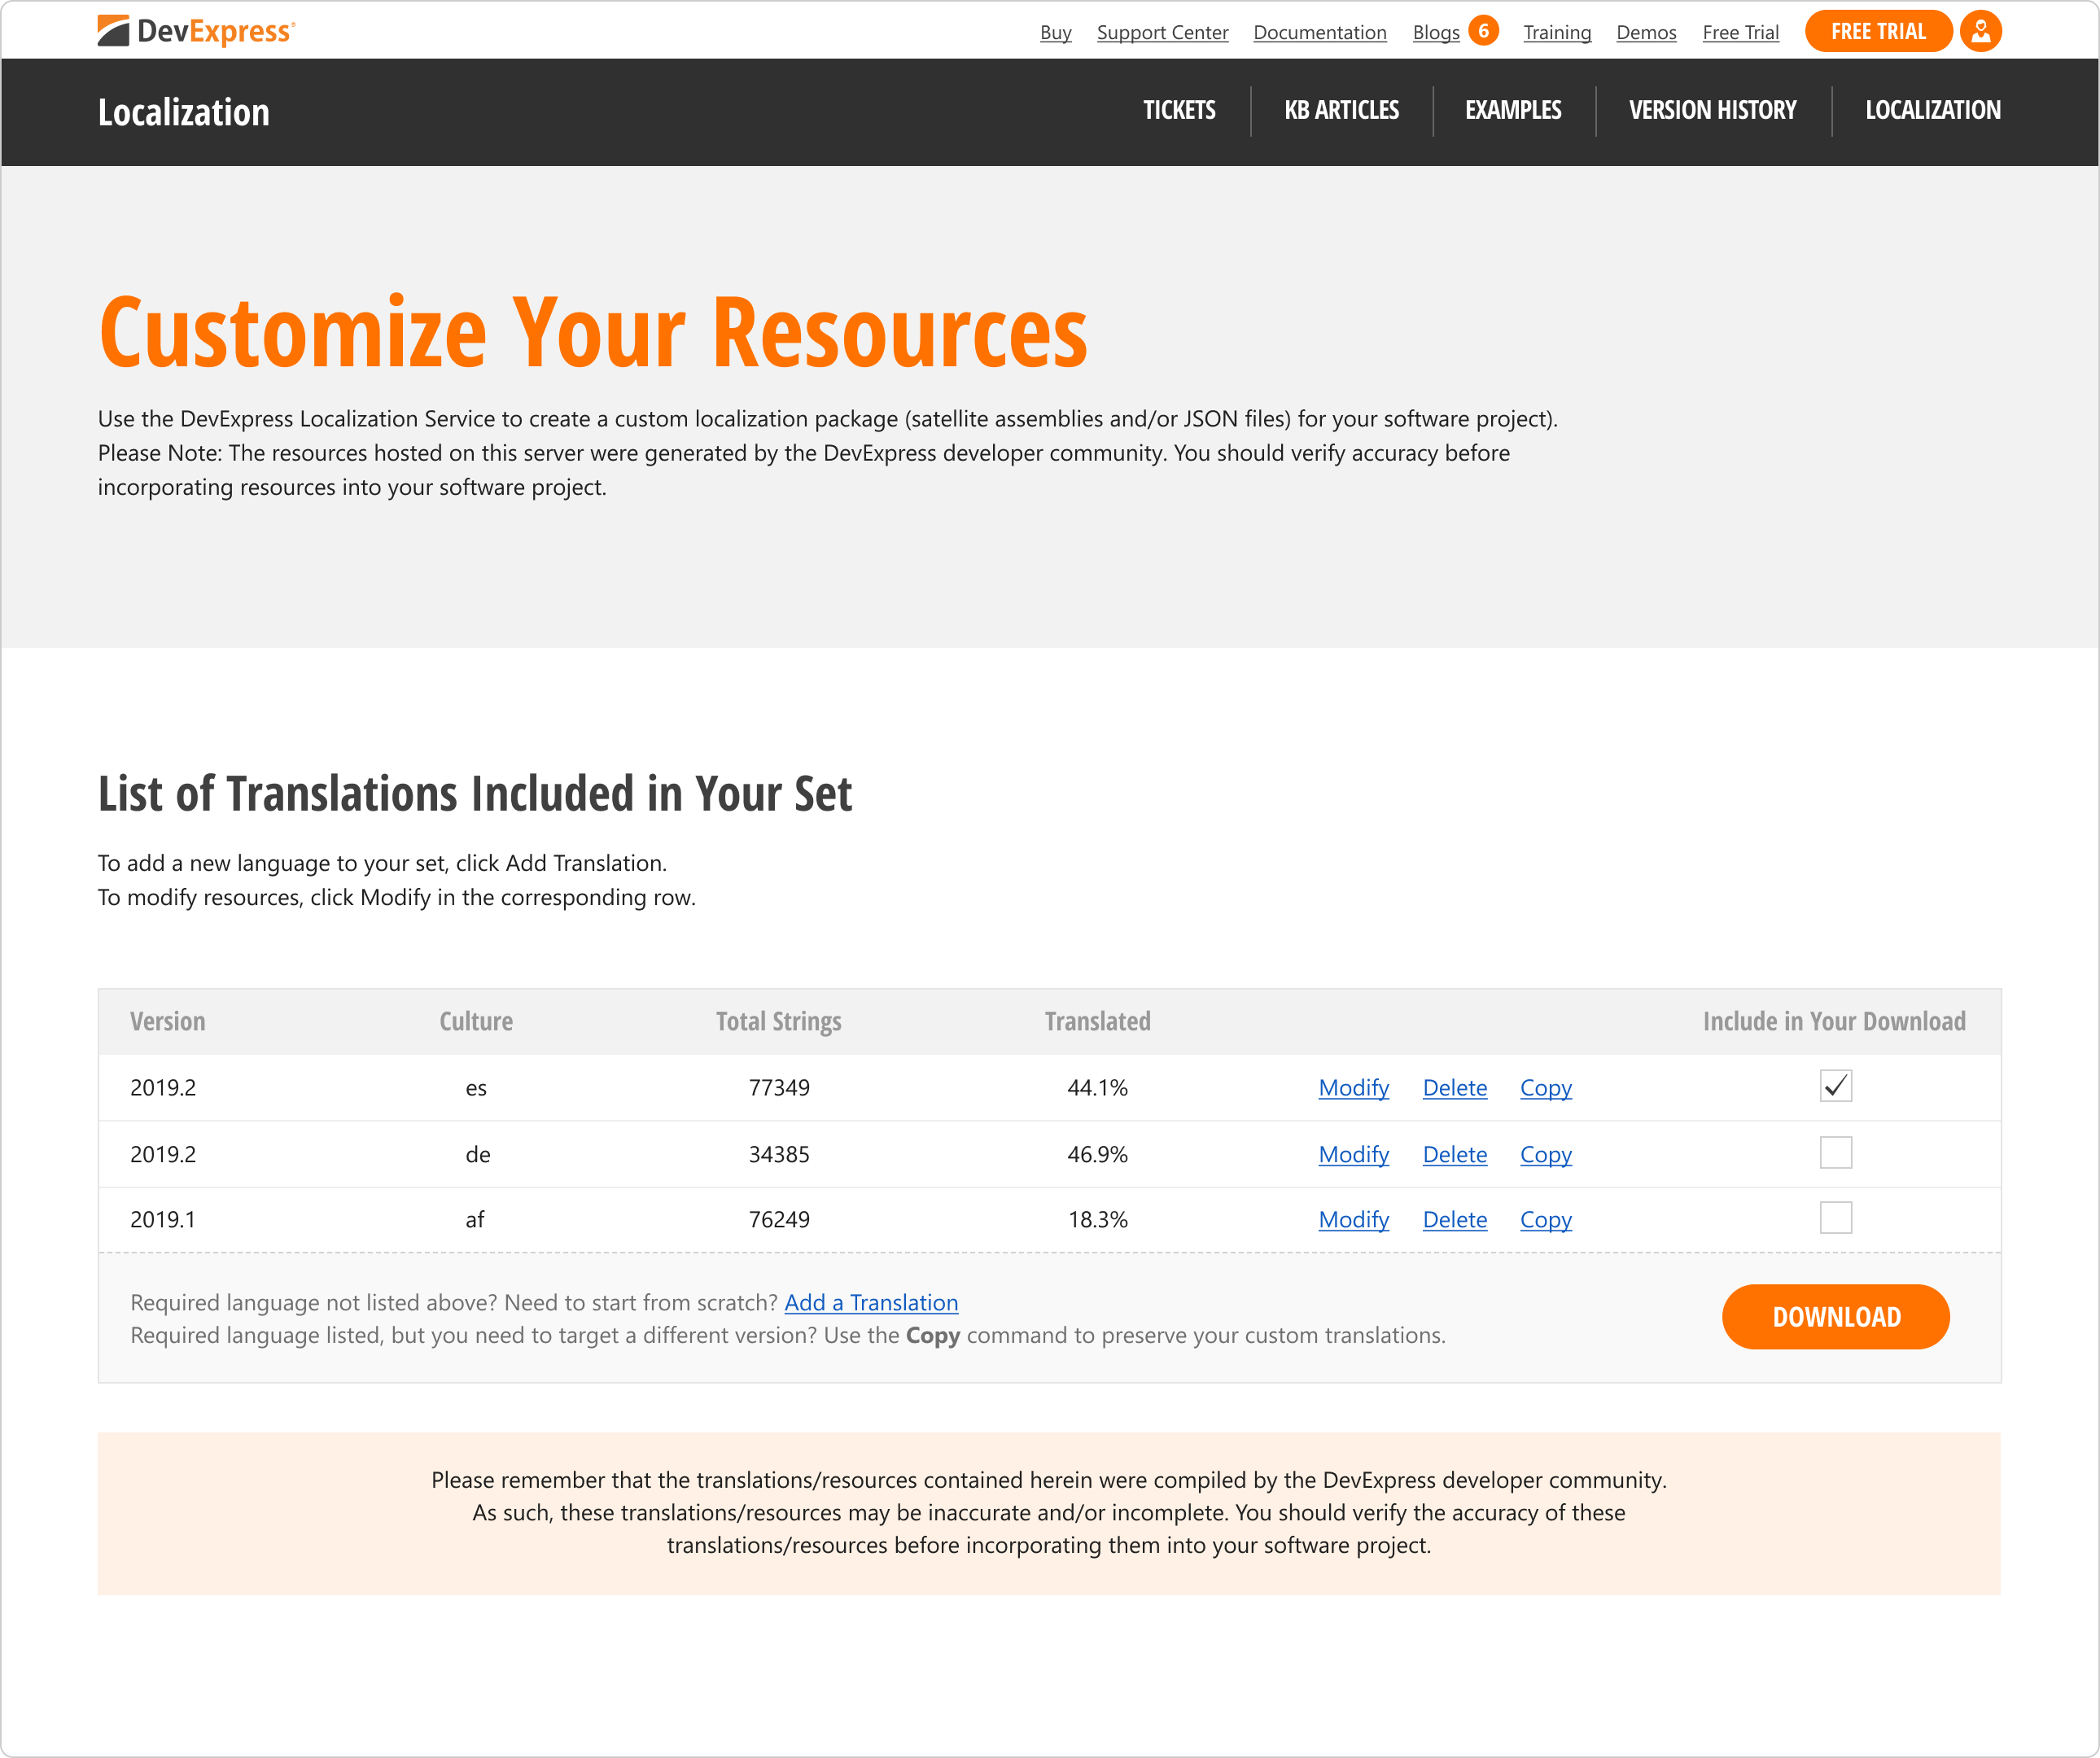 DevExpress®
Buy Support Center Documentation Blogs 6 Training Demos Free Trial FREE TRIAL
Localization
TICKETS KB ARTICLES EXAMPLES VERSION HISTORY LOCALIZATION
Customize Your Resources
Use the DevExpress Localization Service to create a custom localization package (satellite assemblies and/or JSON files) for your software project).
Please Note: The resources hosted on this server were generated by the DevExpress developer community. You should verify accuracy before
incorporating resources into your software project.
List of Translations Included in Your Set
To add a new language to your set, click Add Translation.
To modify resources, click Modify in the corresponding row.
Version Culture Total Strings Translated Include in Your Download
2019.2 es 77349 44.1% Modify Delete Copy
2019.2 de 34385 46.9% Modify Delete Copy
2019.1 af 76249 18.3% Modify Delete Copy
Required language not listed above? Need to start from scratch? Add a Translation
Required language listed, but you need to target a different version? Use the Copy command to preserve your custom translations.
DOWNLOAD
Please remember that the translations/resources contained herein were compiled by the DevExpress developer community.
As such, these translations/resources may be inaccurate and/or incomplete. You should verify the accuracy of these
translations/resources before incorporating them into your software project.